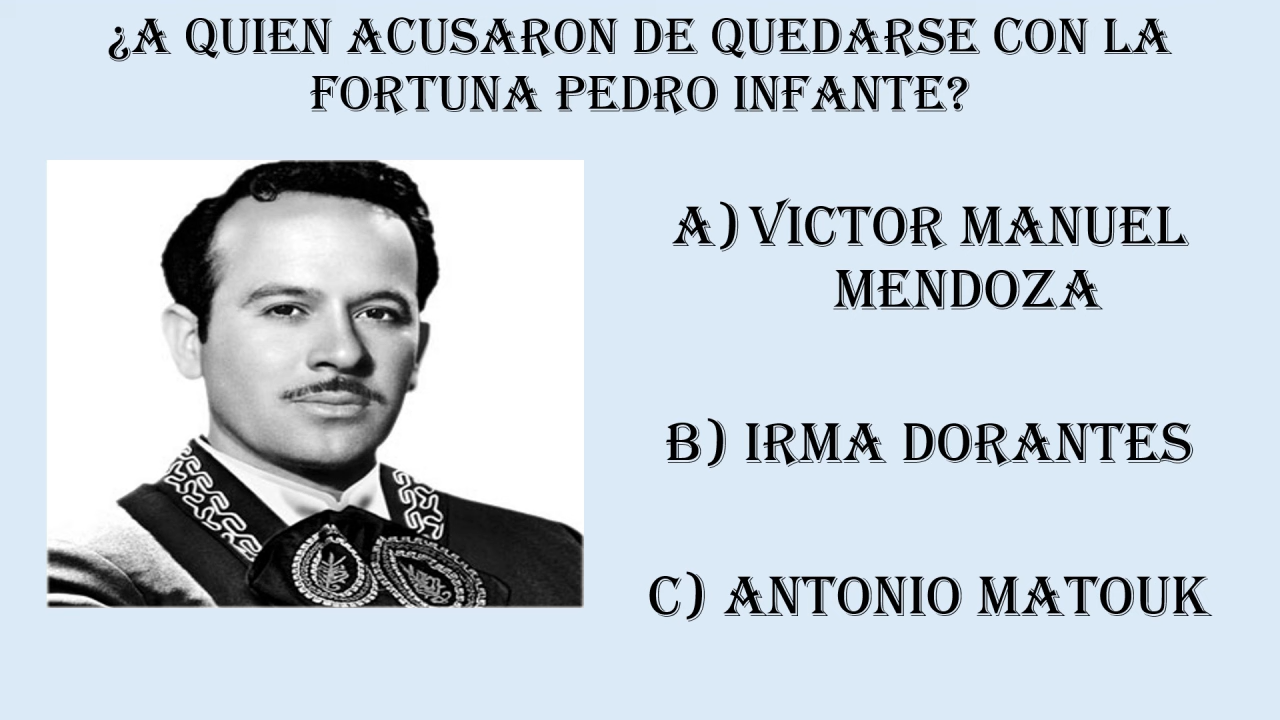 ¿A QUIEN ACUSARON DE QUEDARSE CON LA
FORTUNA PEDRO INFANTE?
A) VICTOR MANUEL
MENDOZA
B) IRMA DORANTES
C) ANTONIO MATOUK